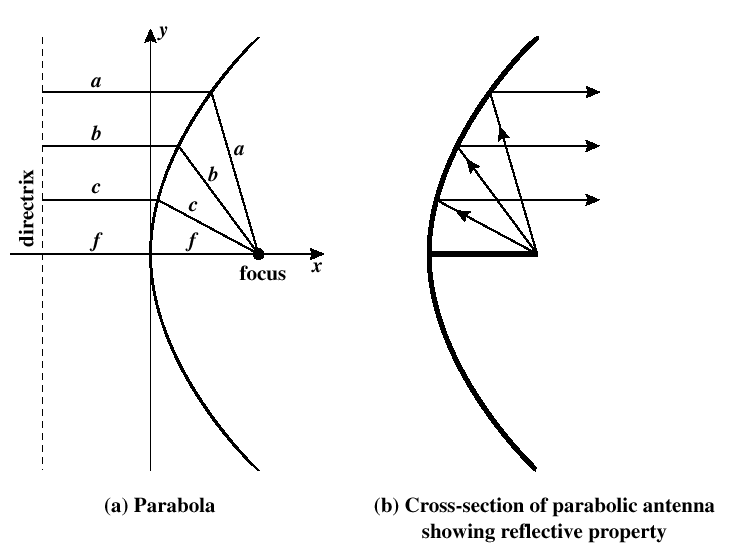 y
a
b
a
b
c
c
directrix
f
f
focus
x
(a) Parabola
(b) Cross-section of parabolic antenna
showing reflective property